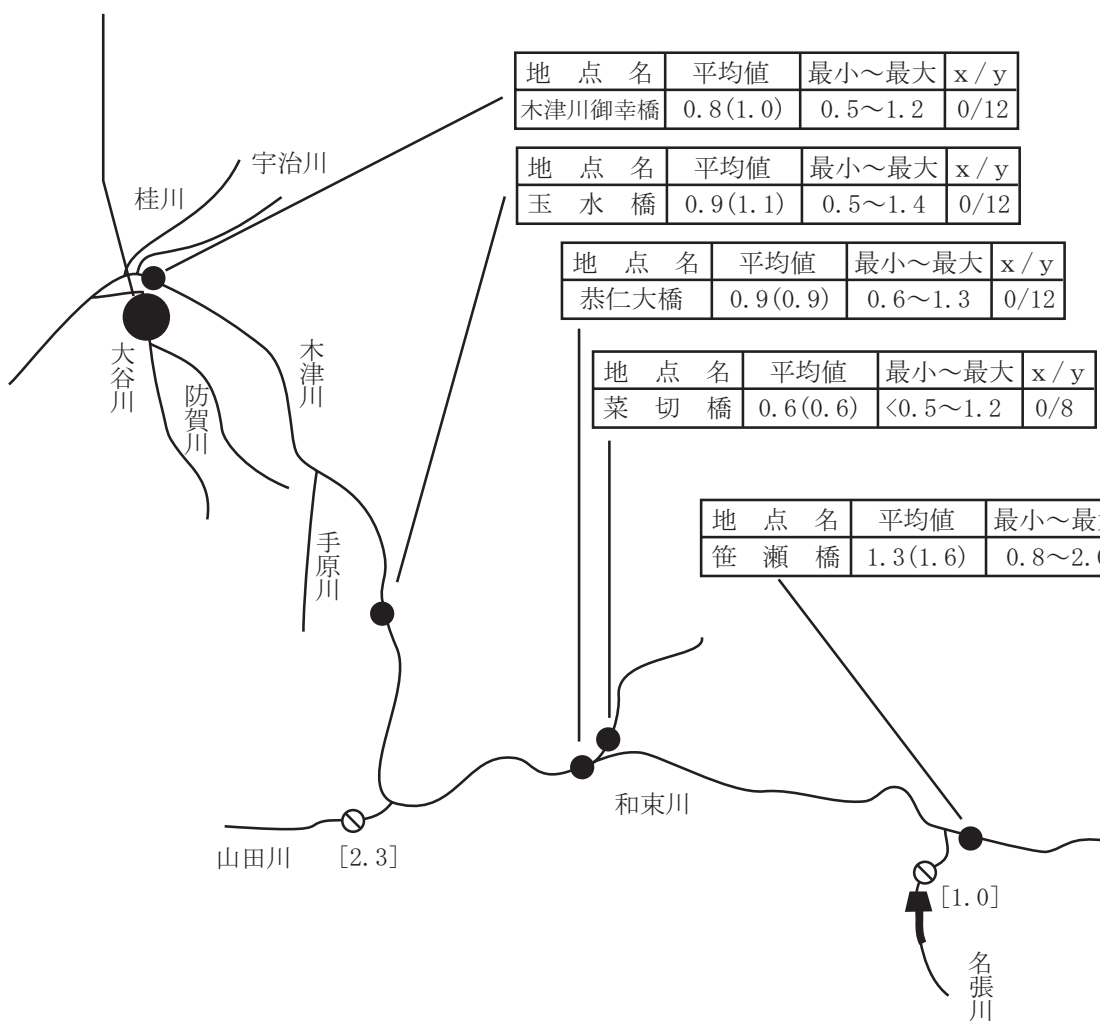 地点名 平均値 最小～最大 x/y
木津川御幸橋 0.8(1.0) 0.5～1.2 0/12
地点名 平均値 最小～最大 x/y
玉水橋 0.9(1.1) 0.5～1.4 0/12
地点名 平均値 最小～最大 x/y
恭仁大橋 0.9(0.9) 0.6～1.3 0/12
地点名 平均値 最小～最大 x/y
菜切橋 0.6(0.6) <0.5～1.2 0/8
地点名 平均値 最小～最
笹瀬橋 1.3(1.6) 0.8～2.
宇治川
桂川
大谷川
防賀川
木津川
手原川
和束川
山田川
[2.3]
[1.0]
名張川